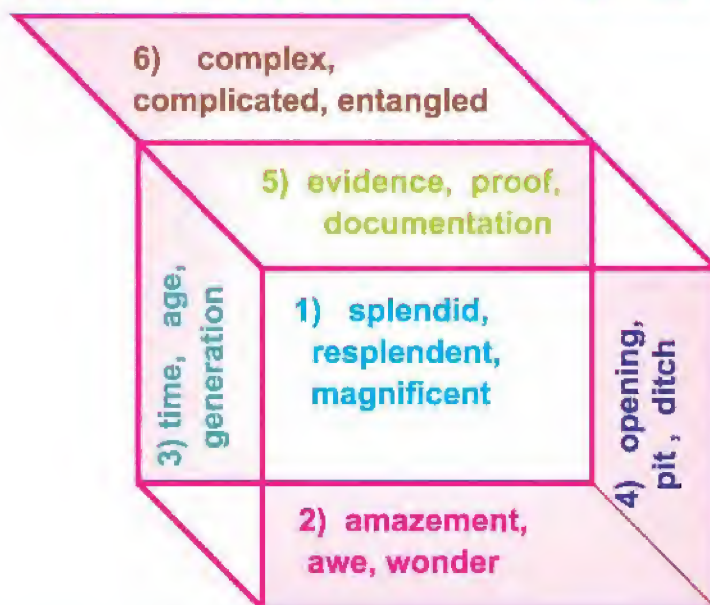 6) complex,
complicated, entangled
5) evidence, proof,
documentation
3) time, age,
generation
1) splendid,
resplendent,
magnificent
4) opening,
pit , ditch
2) amazement,
awe, wonder